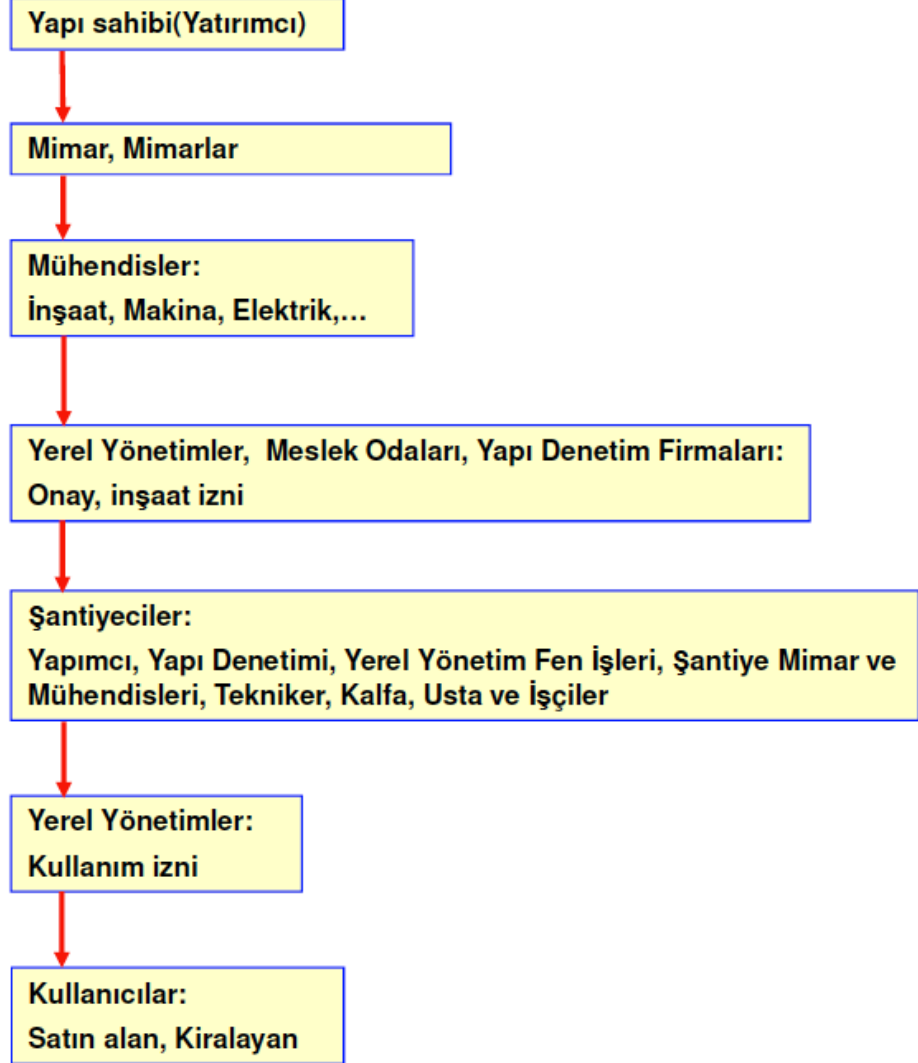 Yapı sahibi(Yatırımcı)
Mimar, Mimarlar
Mühendisler:
İnşaat, Makina, Elektrik,...
Yerel Yönetimler, Meslek Odaları, Yapı Denetim Firmaları:
Onay, inşaat izni
Şantiyeciler:
Yapımcı, Yapı Denetimi, Yerel Yönetim Fen İşleri, Şantiye Mimar ve
Mühendisleri, Tekniker, Kalfa, Usta ve İşçiler
Yerel Yönetimler:
Kullanım izni
Kullanıcılar:
Satın alan, Kiralayan